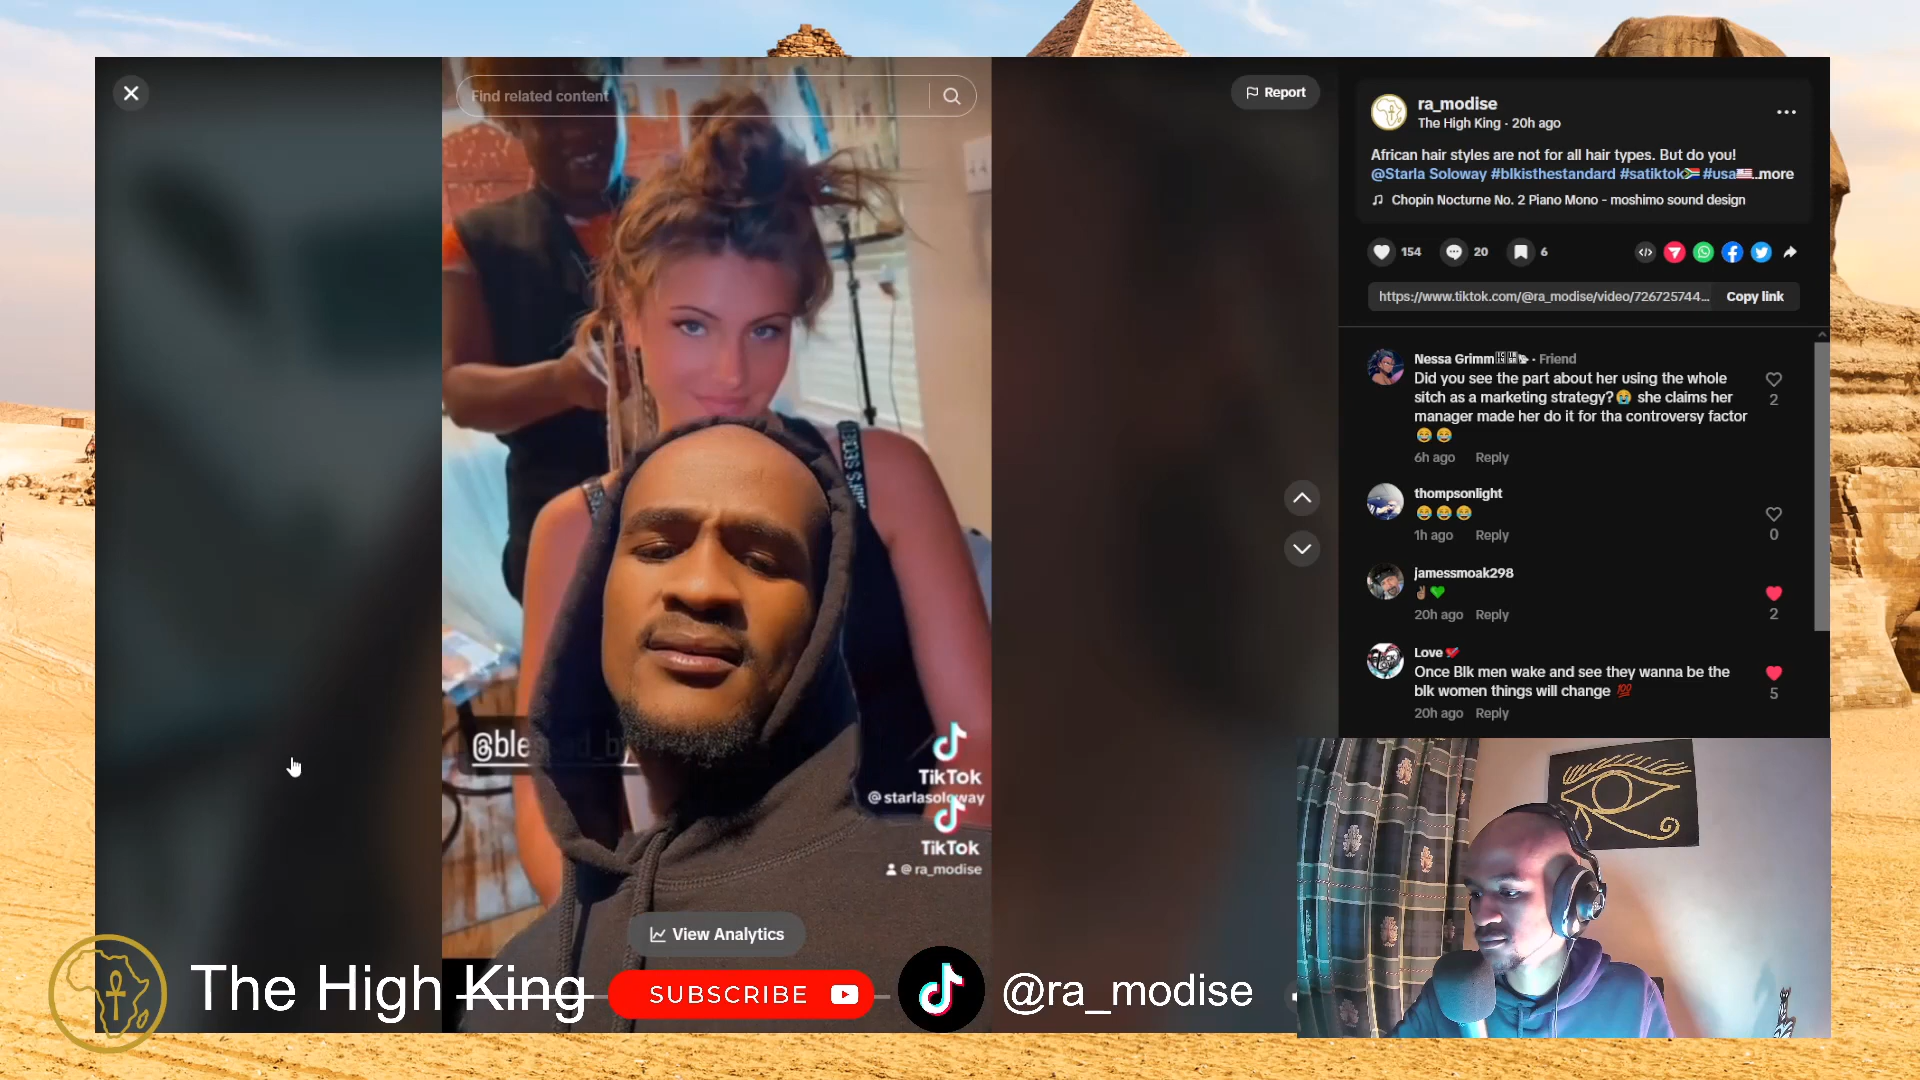 Find related content
Report
ra_modise
The High King · 20h ago
African hair styles are not for all hair types. But do you!
@Starla Soloway #blkisthestandard #satiktok🇿🇦 #usa🇺🇸...more
Chopin Nocturne No. 2 Piano Mono - moshimo sound design
154
20
6
https://www.tiktok.com/@ra_modise/video/726725744...
Copy link
Nessa Grimm · Friend
Did you see the part about her using the whole
sitch as a marketing strategy?😭 she claims her
manager made her do it for tha controversy factor
😂😂
2
6h ago Reply
thompsonlight
😂😂😂
0
1h ago Reply
jamessmoak298
✌🏾💚
2
20h ago Reply
Love
Once Blk men wake and see they wanna be the
blk women things will change 💯
5
20h ago Reply
TikTok
@starlasoloway
TikTok
@ra_modise
View Analytics
The High King
SUBSCRIBE
@ra_modise